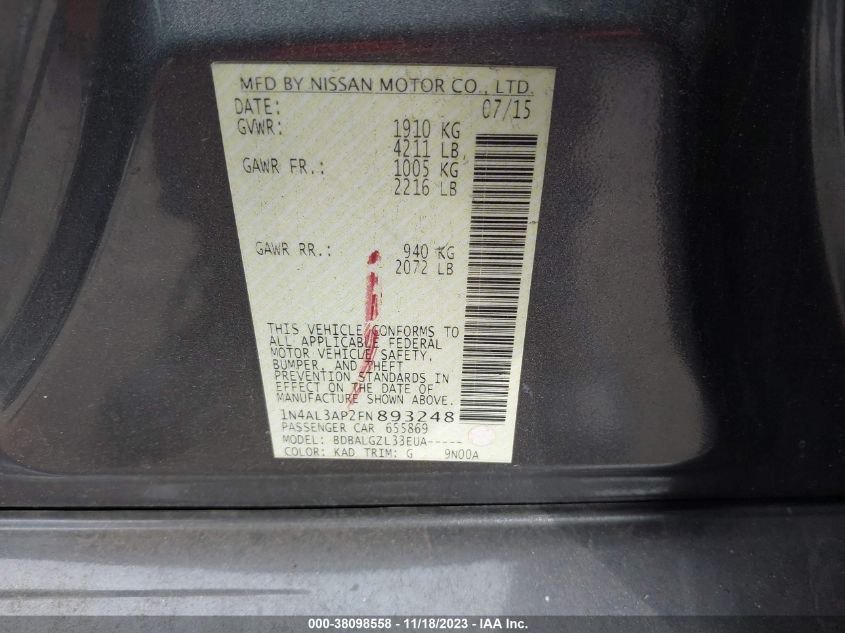 MFD BY NISSAN MOTOR CO., LTD.
DATE: 07/15
GVWR: 1910 KG
4211 LB
GAWR FR.: 1005 KG
2216 LB
GAWR RR.: 940 KG
2072 LB
THIS VEHICLE CONFORMS TO
ALL APPLICABLE FEDERAL
MOTOR VEHICLE SAFETY,
BUMPER, AND THEFT
PREVENTION STANDARDS IN
EFFECT ON THE DATE OF
MANUFACTURE SHOWN ABOVE.
1N4AL3AP2FN893248
PASSENGER CAR 655869
MODEL: BDBALGZL33EUA-----
COLOR: KAD TRIM: G 9N00A
000-38098558 - 11/18/2023 - IAA Inc.